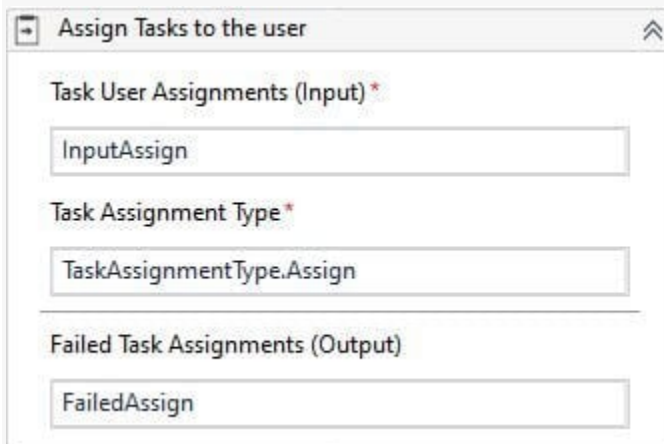 Assign Tasks to the user
Task User Assignments (Input) *
InputAssign
Task Assignment Type *
TaskAssignmentType.Assign
Failed Task Assignments (Output)
FailedAssign